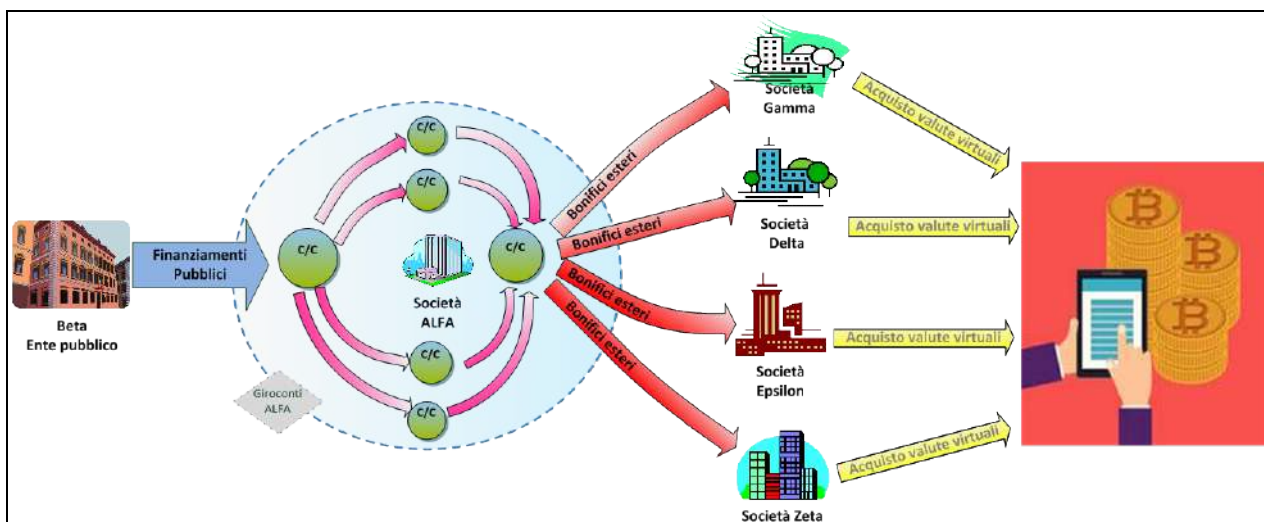 Beta
Ente pubblico
Finanziamenti
Pubblici
C/C
C/C
C/C
C/C
C/C
C/C
Società
ALFA
Giroconti
ALFA
Bonifici esteri
Bonifici esteri
Bonifici esteri
Bonifici esteri
Società
Gamma
Società
Delta
Società
Epsilon
Società Zeta
Acquisto valute virtuali
Acquisto valute virtuali
Acquisto valute virtuali
Acquisto valute virtuali